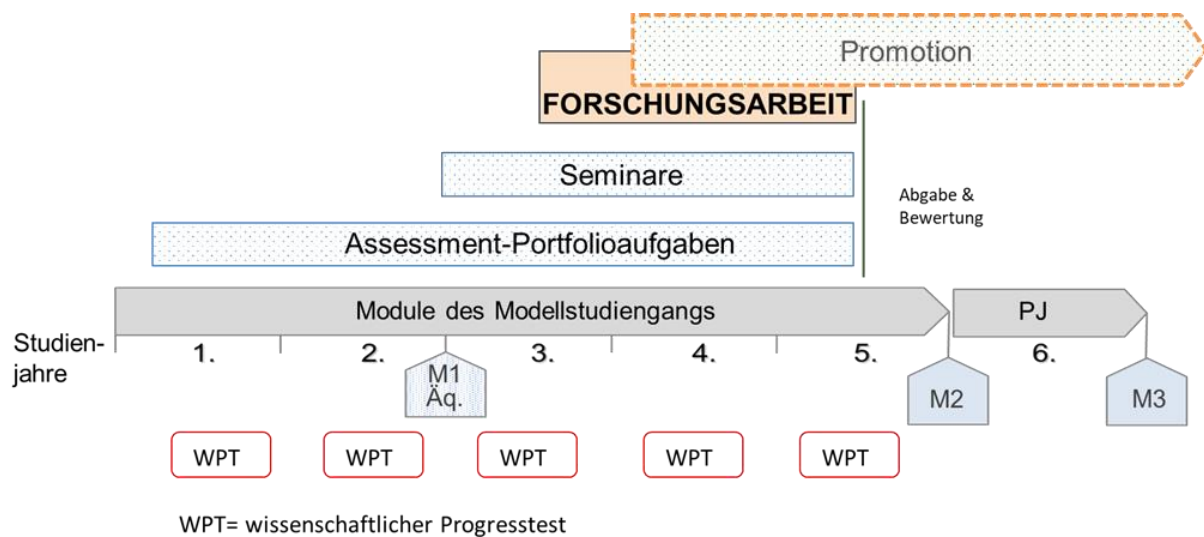 Promotion
FORSCHUNGSARBEIT
Seminare
Abgabe &
Bewertung
Assessment-Portfolioaufgaben
Module des Modellstudiengangs
PJ
Studien-
jahre
1.
2.
3.
4.
5.
6.
M1
Äq.
M2
M3
WPT
WPT
WPT
WPT
WPT
WPT= wissenschaftlicher Progresstest